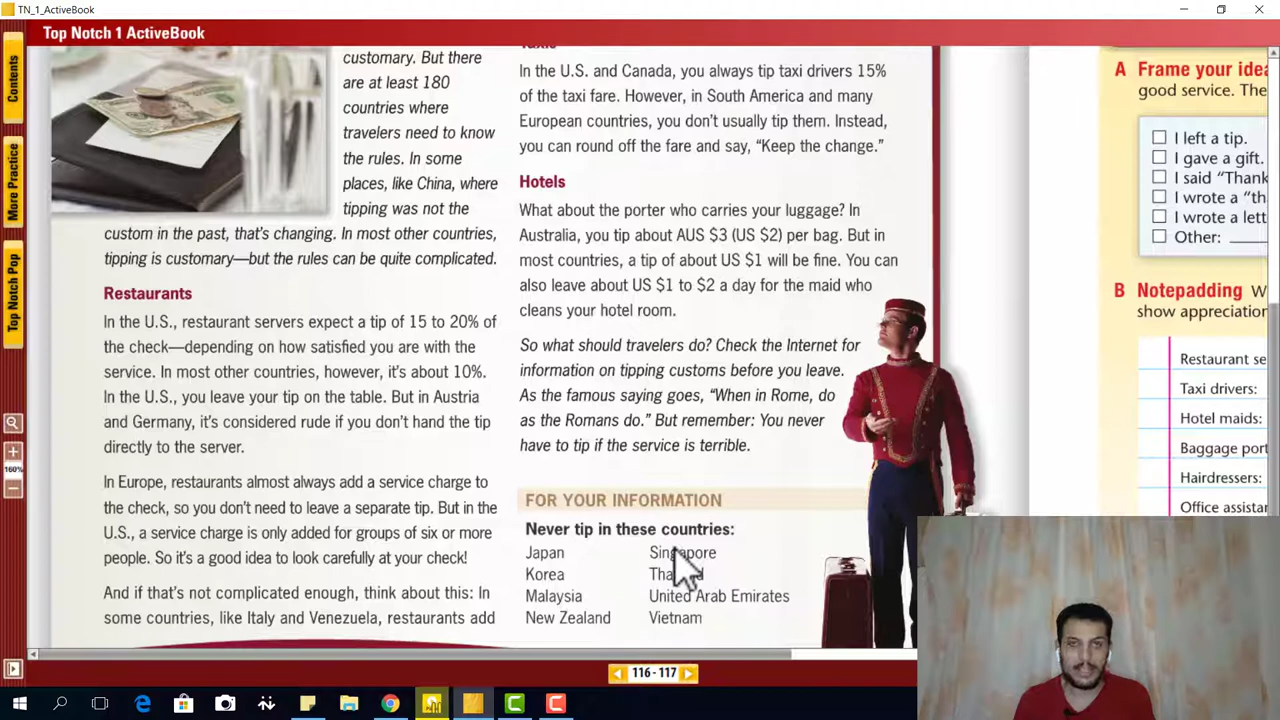 TN_1_ActiveBook
Top Notch 1 ActiveBook
Contents
More Practice
Top Notch Pop
160%
customary. But there
are at least 180
countries where
travelers need to know
the rules. In some
places, like China, where
tipping was not the
custom in the past, that's changing. In most other countries,
tipping is customary—but the rules can be quite complicated.
Restaurants
In the U.S., restaurant servers expect a tip of 15 to 20% of
the check—depending on how satisfied you are with the
service. In most other countries, however, it's about 10%.
In the U.S., you leave your tip on the table. But in Austria
and Germany, it's considered rude if you don't hand the tip
directly to the server.
In Europe, restaurants almost always add a service charge to
the check, so you don't need to leave a separate tip. But in the
U.S., a service charge is only added for groups of six or more
people. So it's a good idea to look carefully at your check!
And if that's not complicated enough, think about this: In
some countries, like Italy and Venezuela, restaurants add
In the U.S. and Canada, you always tip taxi drivers 15%
of the taxi fare. However, in South America and many
European countries, you don't usually tip them. Instead,
you can round off the fare and say, "Keep the change."
Hotels
What about the porter who carries your luggage? In
Australia, you tip about AUS $3 (US $2) per bag. But in
most countries, a tip of about US $1 will be fine. You can
also leave about US $1 to $2 a day for the maid who
cleans your hotel room.
So what should travelers do? Check the Internet for
information on tipping customs before you leave.
As the famous saying goes, "When in Rome, do
as the Romans do." But remember: You never
have to tip if the service is terrible.
FOR YOUR INFORMATION
Never tip in these countries:
Japan
Korea
Malaysia
New Zealand
Singapore
United Arab Emirates
Vietnam
A Frame your idea
good service. The
I left a tip.
I gave a gift.
I said "Thank
I wrote a "th
I wrote a lett
Other:
B Notepadding W
show appreciation
Restaurant se
Taxi drivers:
Hotel maids:
Baggage port
Hairdressers:
Office assistan
116-117